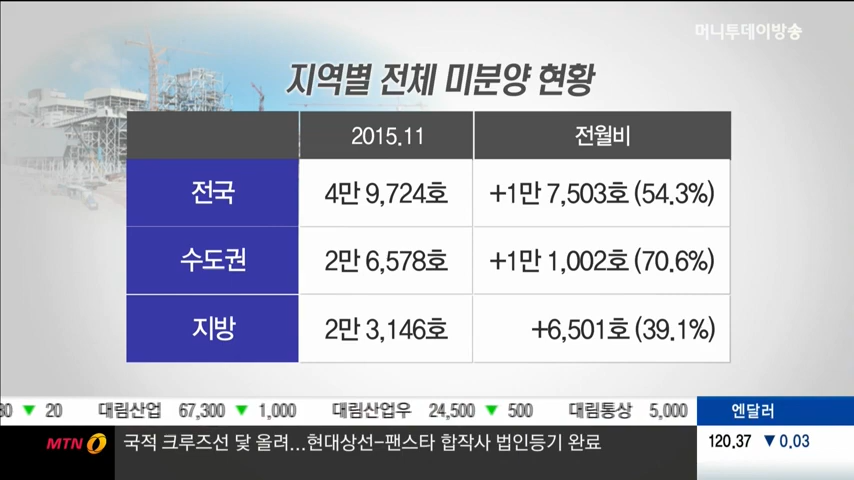 머니투데이방송
지역별 전체 미분양 현황
2015.11 전월비
전국 4만 9,724호 +1만 7,503호 (54.3%)
수도권 2만 6,578호 +1만 1,002호 (70.6%)
지방 2만 3,146호 +6,501호 (39.1%)
▼ 20 대림산업 67,300 ▼ 1,000 대림산업우 24,500 ▼ 500 대림통상 5,000 엔달러
MTN 국적 크루즈선 닻 올려...현대상선-팬스타 합작사 법인등기 완료 120.37 ▼0.03